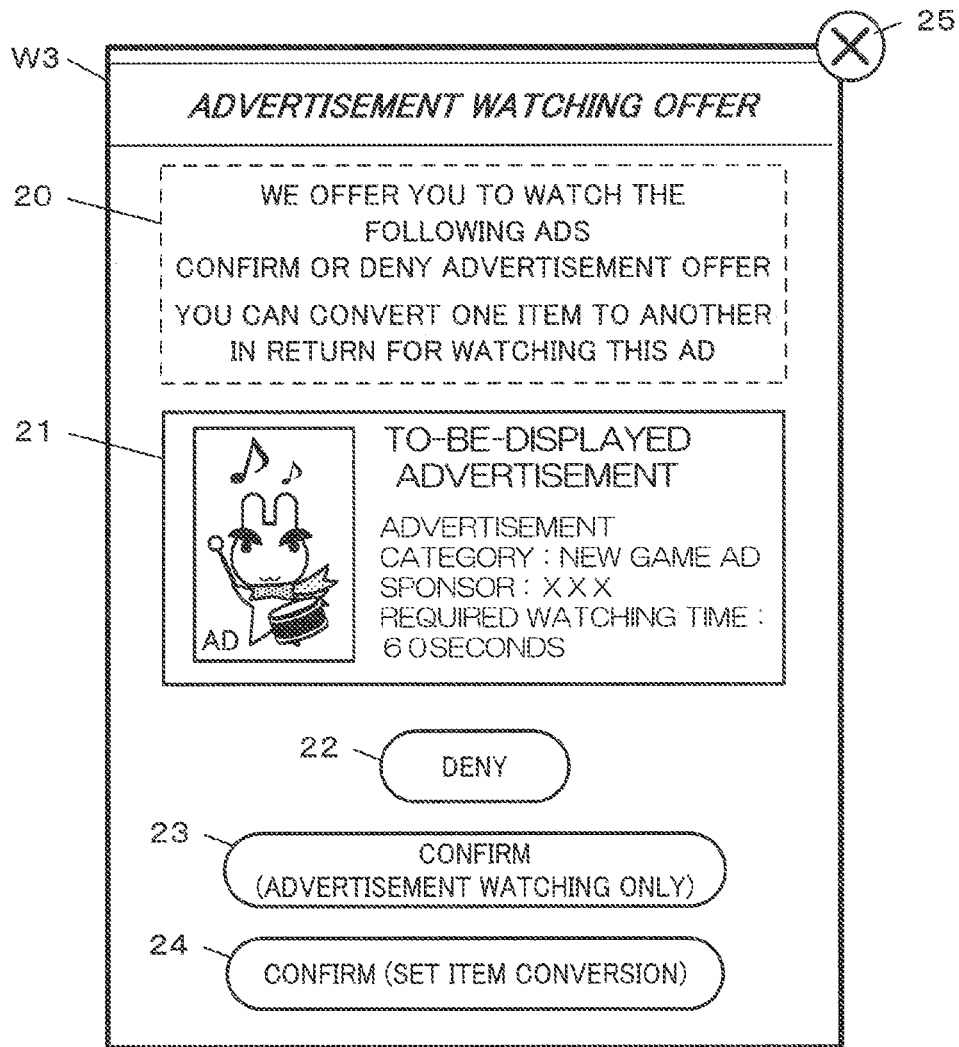 25
W3
ADVERTISEMENT WATCHING OFFER
20
WE OFFER YOU TO WATCH THE
FOLLOWING ADS
CONFIRM OR DENY ADVERTISEMENT OFFER
YOU CAN CONVERT ONE ITEM TO ANOTHER
IN RETURN FOR WATCHING THIS AD
21
TO-BE-DISPLAYED
ADVERTISEMENT
ADVERTISEMENT
CATEGORY : NEW GAME AD
SPONSOR : XXX
REQUIRED WATCHING TIME :
60SECONDS
AD
22
DENY
23
CONFIRM
(ADVERTISEMENT WATCHING ONLY)
24
CONFIRM (SET ITEM CONVERSION)